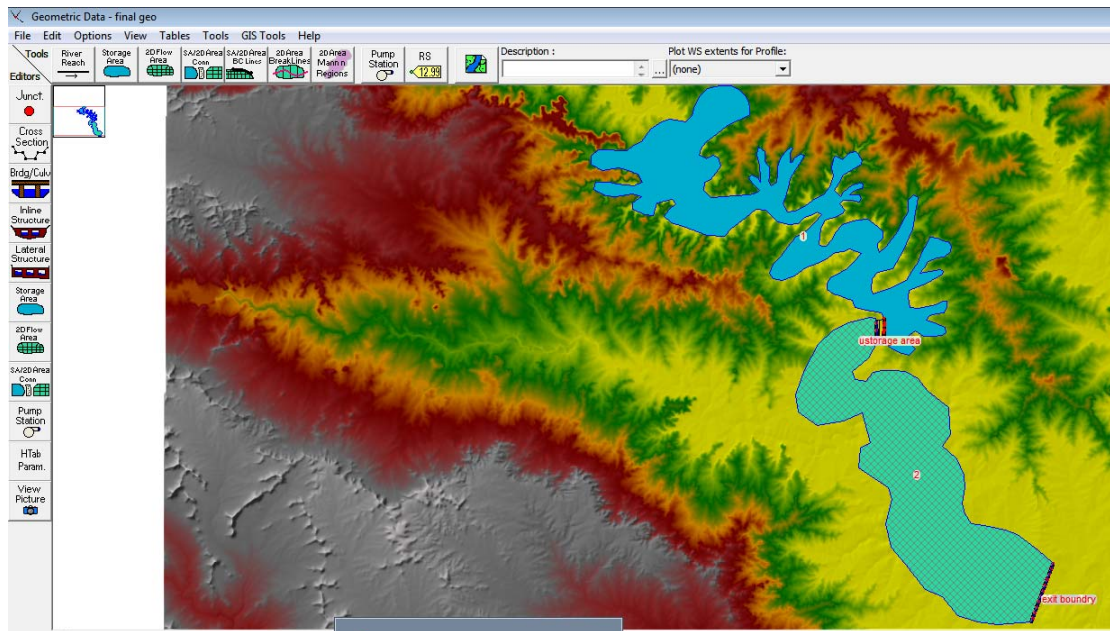 Geometric Data - final geo
File Edit Options View Tables Tools GIS Tools Help
Tools
Editors
River
Reach
Storage
Area
2D Flow
Area
SA/2D Area
Conn
SA/2D Area
BC Lines
2D Area
BreakLines
2D Area
Mann n
Regions
Pump
Station
RS
12.99
Description :
...
Plot WS extents for Profile:
(none)
Junct.
Cross
Section
Brdg/Culv
Inline
Structure
Lateral
Structure
Storage
Area
2D Flow
Area
SA/2D Area
Conn
Pump
Station
HTab
Param.
View
Picture
1
ustorage area
2
exit boundry